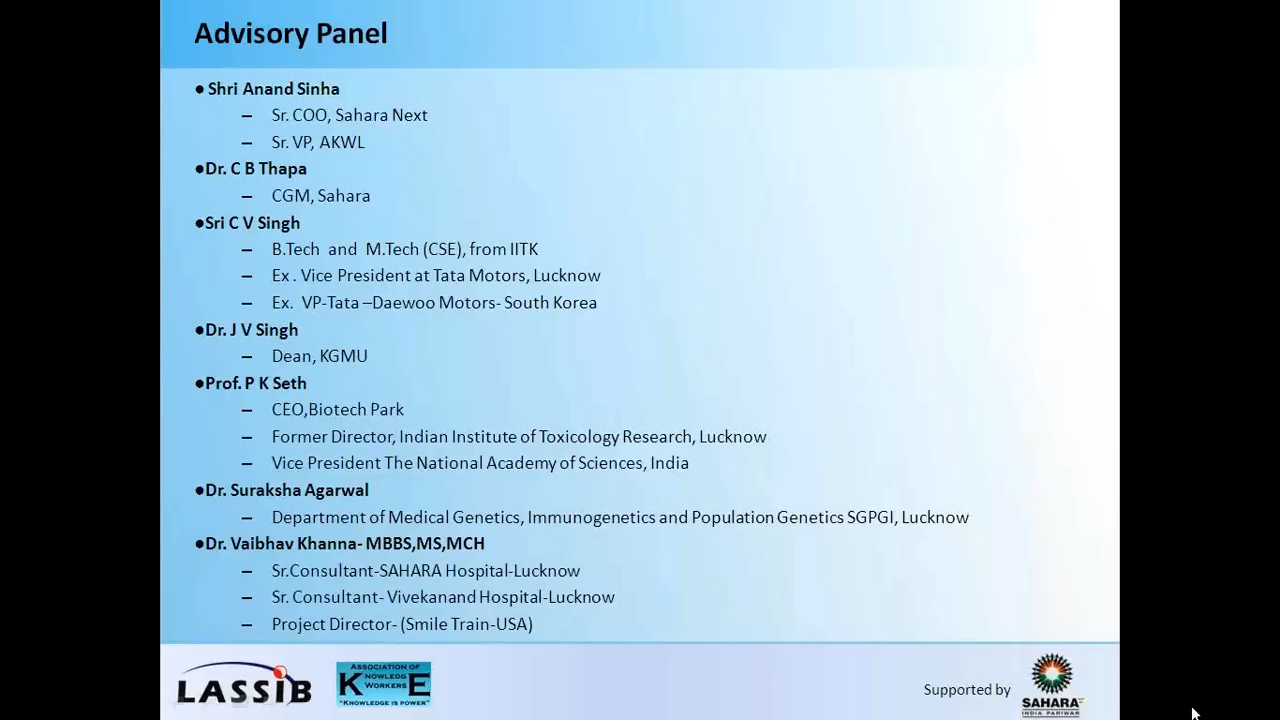 Advisory Panel
● Shri Anand Sinha
– Sr. COO, Sahara Next
– Sr. VP, AKWL
●Dr. C B Thapa
– CGM, Sahara
●Sri C V Singh
– B.Tech and M.Tech (CSE), from IITK
– Ex . Vice President at Tata Motors, Lucknow
– Ex. VP-Tata –Daewoo Motors- South Korea
●Dr. J V Singh
– Dean, KGMU
●Prof. P K Seth
– CEO,Biotech Park
– Former Director, Indian Institute of Toxicology Research, Lucknow
– Vice President The National Academy of Sciences, India
●Dr. Suraksha Agarwal
– Department of Medical Genetics, Immunogenetics and Population Genetics SGPGI, Lucknow
●Dr. Vaibhav Khanna- MBBS,MS,MCH
– Sr.Consultant-SAHARA Hospital-Lucknow
– Sr. Consultant- Vivekanand Hospital-Lucknow
– Project Director- (Smile Train-USA)
LASSIB
ASSOCIATION OF
KNOWLEDGE
WORKERS
"KNOWLEDGE IS POWER"
Supported by
SAHARA
INDIA PARIWAR